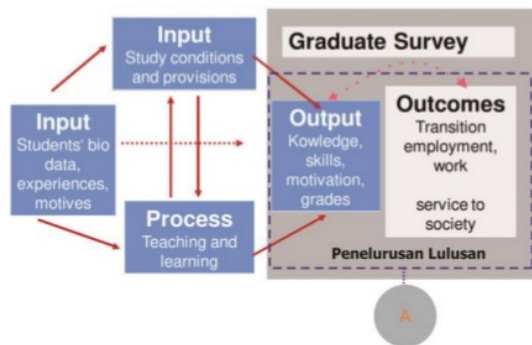 Input
Study conditions
and provisions
Graduate Survey
Input
Students' bio
data,
experiences,
motives
Output
Kowledge,
skills,
motivation,
grades
Outcomes
Transition
employment,
work
service to
society
Process
Teaching and
learning
Penelurusan Lulusan
A